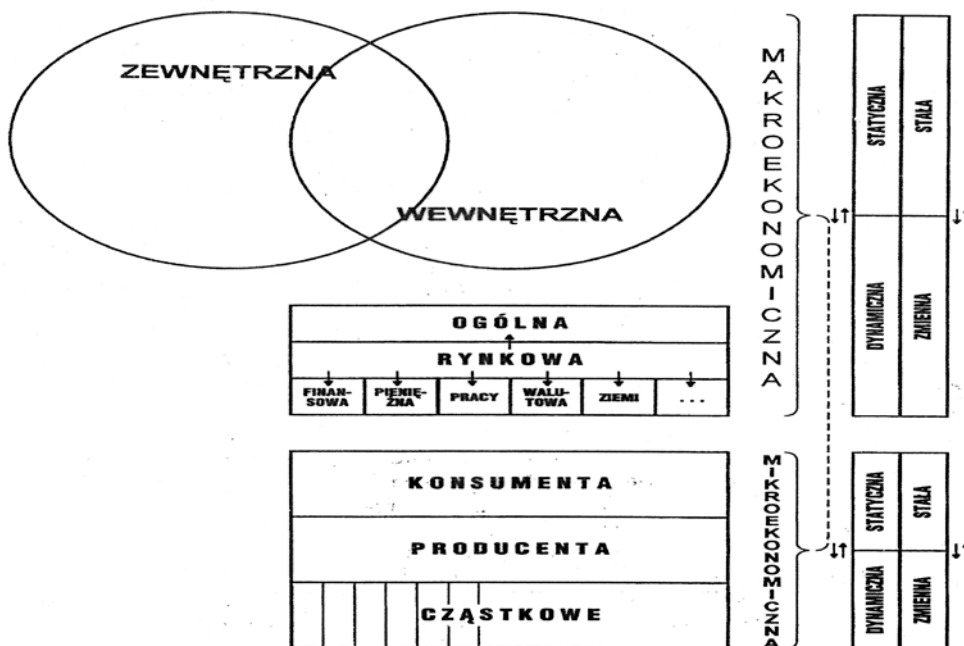 ZEWNĘTRZNA
WEWNĘTRZNA
MAKROEKONOMICZNA
STATYCZNA
STAŁA
DYNAMICZNA
ZMIENNA
OGÓLNA
RYNKOWA
FINAN-
SOWA
PIENIĘ-
ŻNA
PRACY
WALU-
TOWA
ZIEMI
...
KONSUMENTA
PRODUCENTA
CZĄSTKOWE
MIKROEKONOMICZNA
STATYCZNA
STAŁA
DYNAMICZNA
ZMIENNA